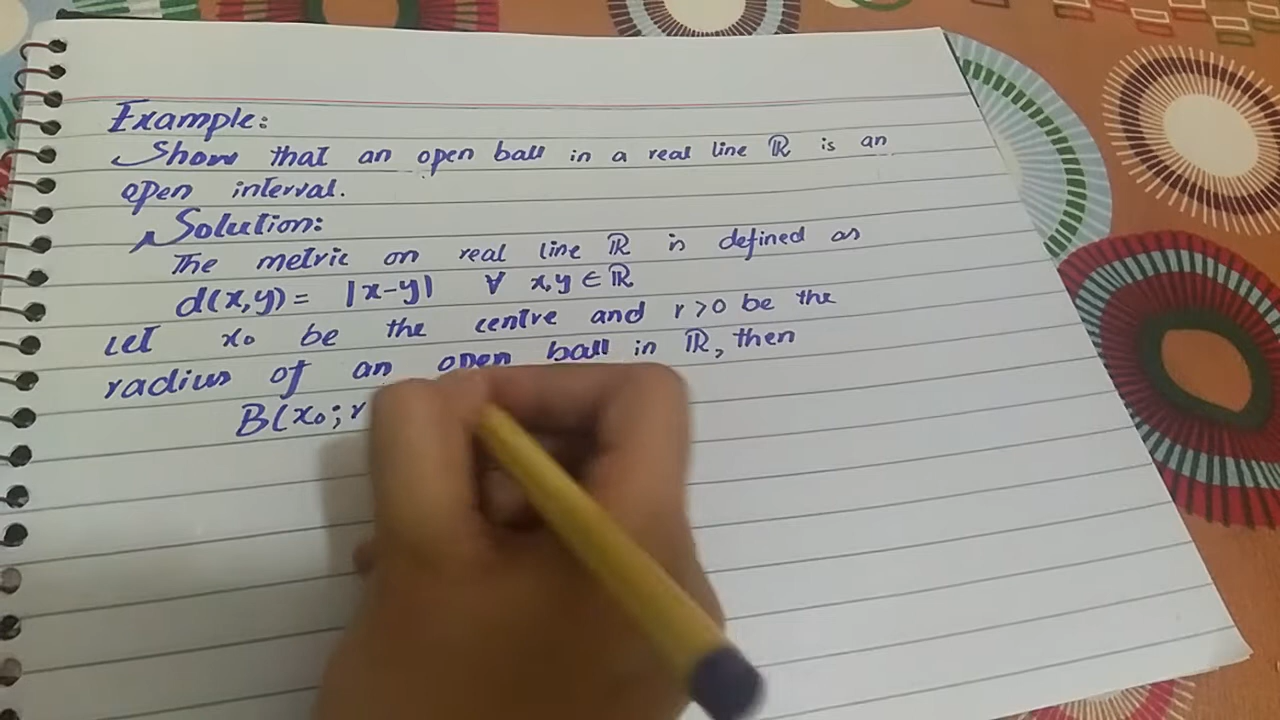 Example:
Show that an open ball in a real line ℝ is an
open interval.
Solution:
The metric on real line ℝ is defined as
d(x,y) = |x-y| ∀ x,y ∈ ℝ
Let x₀ be the centre and r>0 be the
radius of an open ball in ℝ, then
B(x₀;r